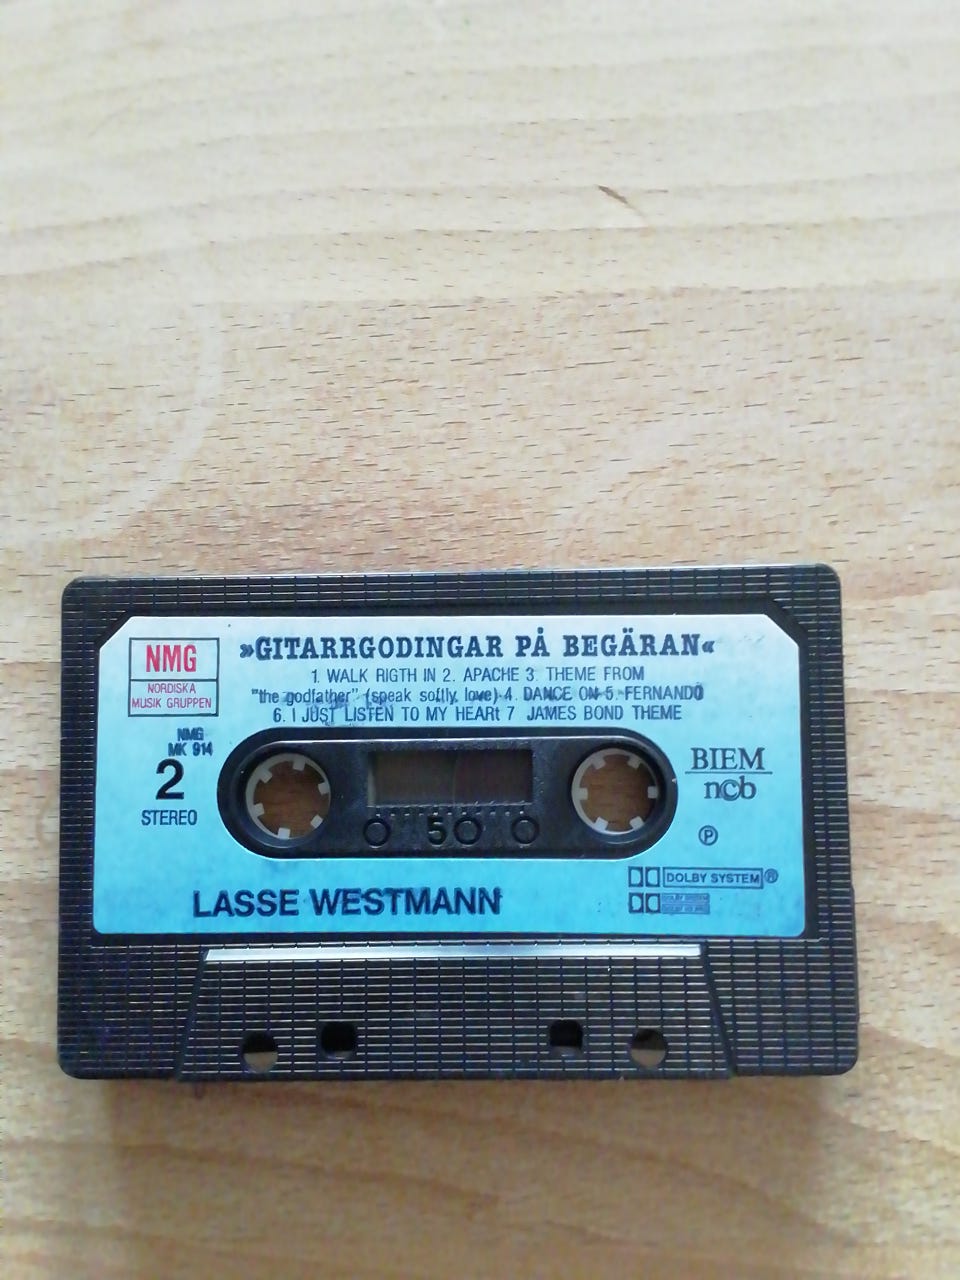 »GITARRGODINGAR PÅ BEGÄRAN«
1. WALK RIGTH IN 2. APACHE 3. THEME FROM
"the godfather" (speak softly love) 4. DANCE ON 5. FERNANDO
6. I JUST LISTEN TO MY HEARt 7 JAMES BOND THEME
NMG
NORDISKA
MUSIK GRUPPEN
NMG
MK 914
2
STEREO
50
BIEM
ncb
℗
DOLBY SYSTEM®
LASSE WESTMANN